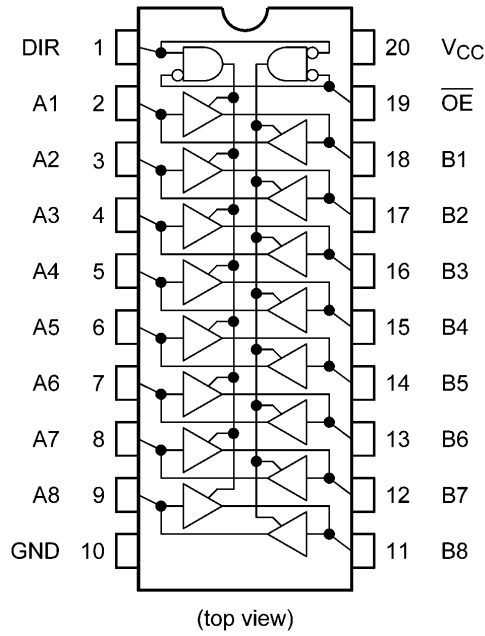 DIR 1 20 VCC
A1 2 19 OE
A2 3 18 B1
A3 4 17 B2
A4 5 16 B3
A5 6 15 B4
A6 7 14 B5
A7 8 13 B6
A8 9 12 B7
GND 10 11 B8
(top view)